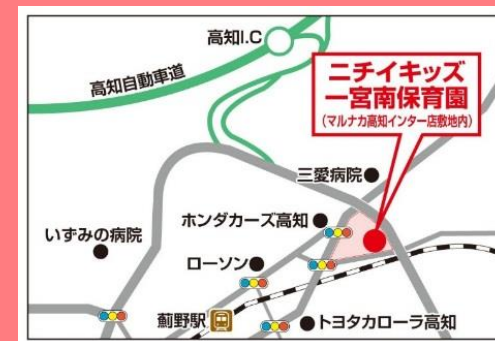 高知I.C
高知自動車道
ニチイキッズ
一宮南保育園
(マルナカ高知インター店敷地内)
三愛病院
ホンダカーズ高知
いずみの病院
ローソン
薊野駅
トヨタカローラ高知